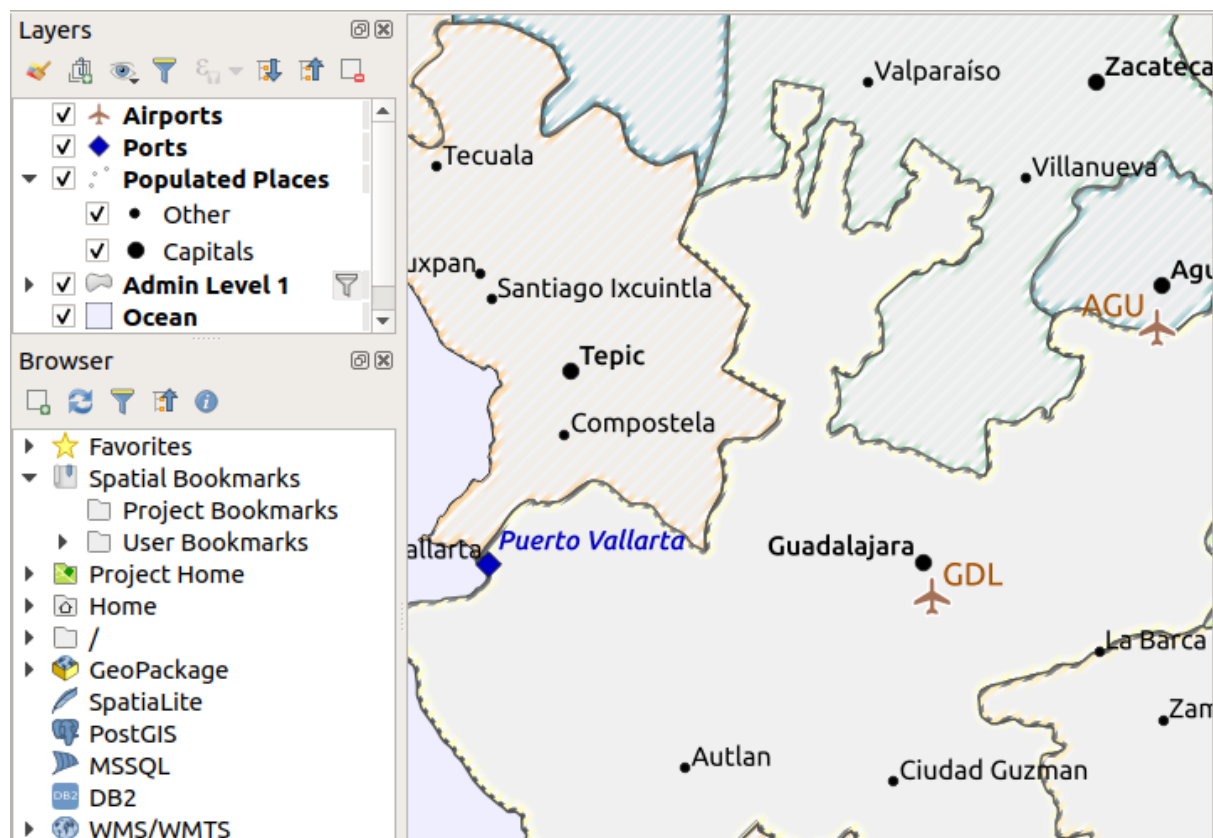 Layers
Airports
Ports
Populated Places
Other
Capitals
Admin Level 1
Ocean
Browser
Favorites
Spatial Bookmarks
Project Bookmarks
User Bookmarks
Project Home
Home
/
GeoPackage
SpatiaLite
PostGIS
MSSQL
DB2
DB2
WMS/WMTS
Valparaíso
Zacateca
Tecuala
Villanueva
uxpan
Santiago Ixcuintla
Agu
AGU
Tepic
Compostela
allarta
Puerto Vallarta
Guadalajara
GDL
La Barca
Zam
Autlan
Ciudad Guzman